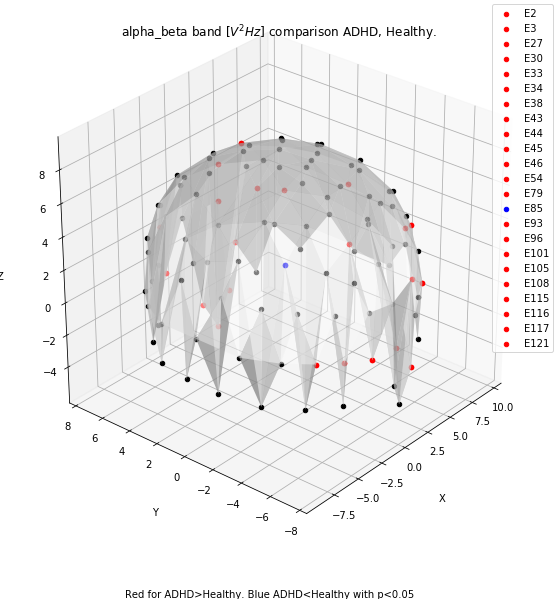 alpha_beta band [V²Hz] comparison ADHD, Healthy.
E2
E3
E27
E30
E33
E34
E38
E43
E44
E45
E46
E54
E79
E85
E93
E96
E101
E105
E108
E115
E116
E117
E121
8
6
4
2
0
−2
−4
Z
8
6
4
2
0
−2
−4
−6
−8
Y
−7.5
−5.0
−2.5
0.0
2.5
5.0
7.5
10.0
X
Red for ADHD>Healthy. Blue ADHD<Healthy with p<0.05